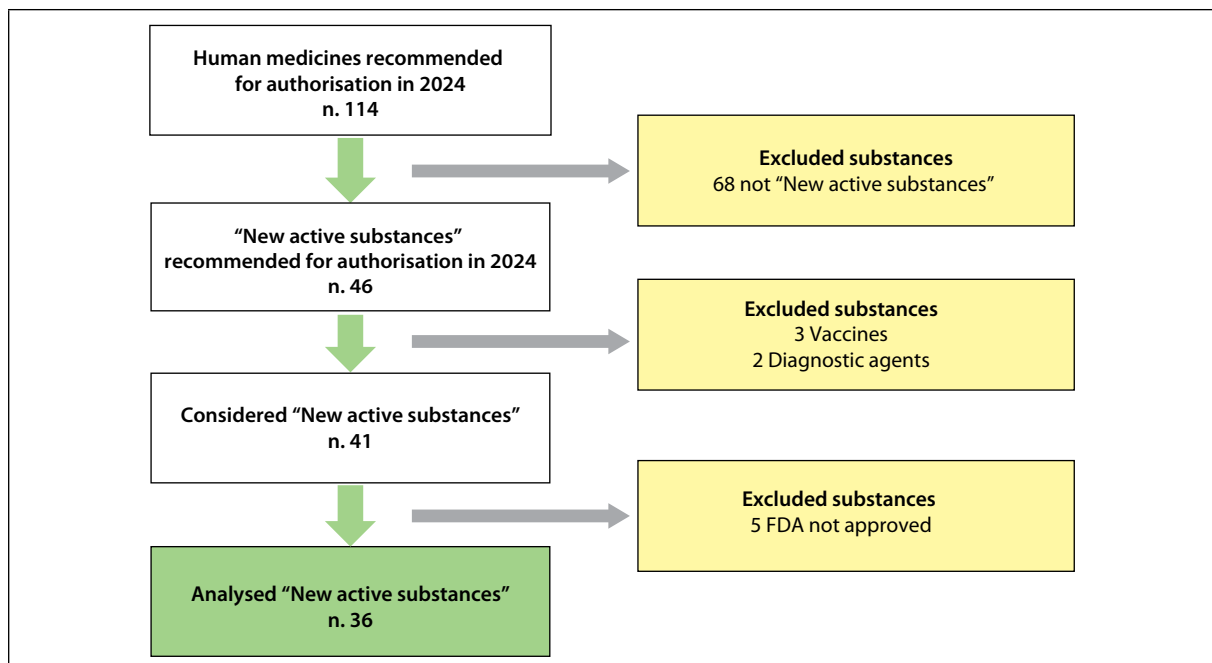 Human medicines recommended
for authorisation in 2024
n. 114
Excluded substances
68 not “New active substances”
“New active substances”
recommended for authorisation in 2024
n. 46
Excluded substances
3 Vaccines
2 Diagnostic agents
Considered “New active substances”
n. 41
Excluded substances
5 FDA not approved
Analysed “New active substances”
n. 36